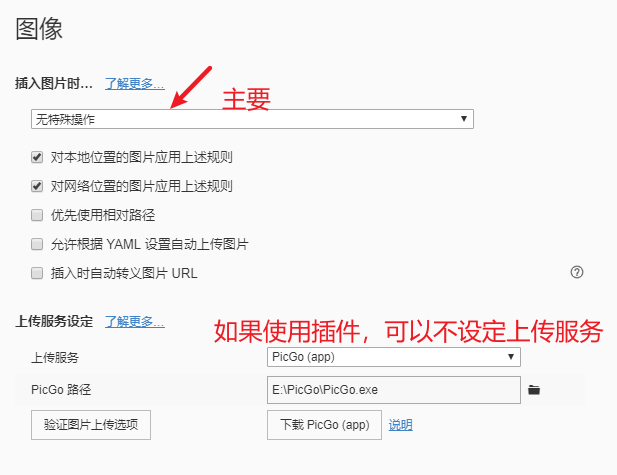 图像
插入图片时... 了解更多...
主要
无特殊操作
对本地位置的图片应用上述规则
对网络位置的图片应用上述规则
优先使用相对路径
允许根据 YAML 设置自动上传图片
插入时自动转义图片 URL
上传服务设定 了解更多...
如果使用插件，可以不设定上传服务
上传服务 PicGo (app)
PicGo 路径 E:\PicGo\PicGo.exe
验证图片上传选项 下载 PicGo (app) 说明